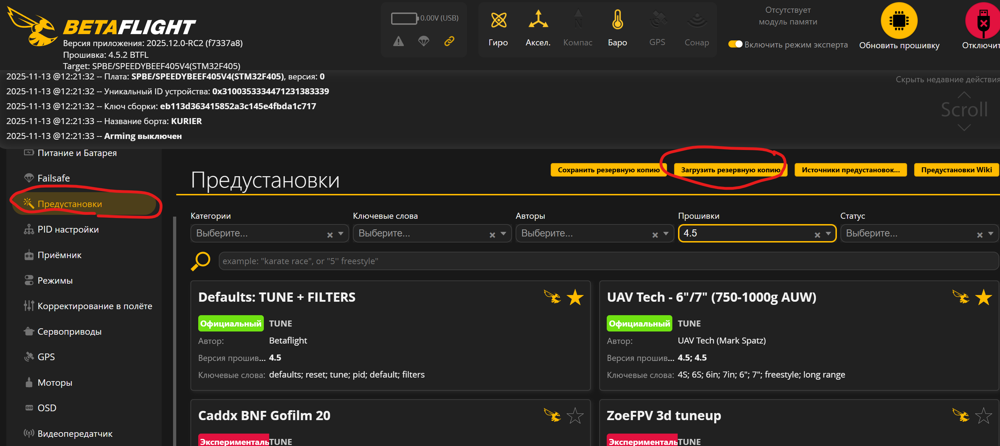 BETAFLIGHT
Версия приложения: 2025.12.0-RC2 (f7337a8)
Прошивка: 4.5.2 BTFL
Target: SPBE/SPEEDYBEEF405V4(STM32F405)
0.00V (USB)
Гиро
Аксел.
N
Компас
Баро
GPS
Сонар
Отсутствует
модуль памяти
Включить режим эксперта
Обновить прошивку
Отключит
2025-11-13 @12:21:32 -- Плата: SPBE/SPEEDYBEEF405V4(STM32F405), версия: 0
2025-11-13 @12:21:32 -- Уникальный ID устройства: 0x3100353334471231383339
2025-11-13 @12:21:32 -- Ключ сборки: eb113d363415852a3c145e4fbda1c717
2025-11-13 @12:21:33 -- Название борта: KURIER
2025-11-13 @12:21:33 -- Arming выключен
Скрыть недавние действия
Scroll
Питание и Батарея
Failsafe
Предустановки
PID настройки
Приёмник
Режимы
Корректирование в полёте
Сервоприводы
GPS
Моторы
OSD
OSD
Видеопередатчик
Предустановки
Сохранить резервную копию
Загрузить резервную копию
Источники предустановок...
Предустановки Wiki
Категории
Ключевые слова
Авторы
Прошивки
Статус
Выберите...
Выберите...
Выберите...
4.5
Выберите...
example: "karate race", or "5'' freestyle"
Defaults: TUNE + FILTERS
Официальный TUNE
Автор: Betaflight
Версия прошив... 4.5
Ключевые слова: defaults; reset; tune; pid; default; filters
UAV Tech - 6"/7" (750-1000g AUW)
Официальный TUNE
Автор: UAV Tech (Mark Spatz)
Версия прошив... 4.5; 4.5
Ключевые слова: 4S; 6S; 6in; 7in; 6"; 7"; freestyle; long range
Caddx BNF Gofilm 20
Эксперименталь TUNE
ZoeFPV 3d tuneup
Эксперименталь TUNE